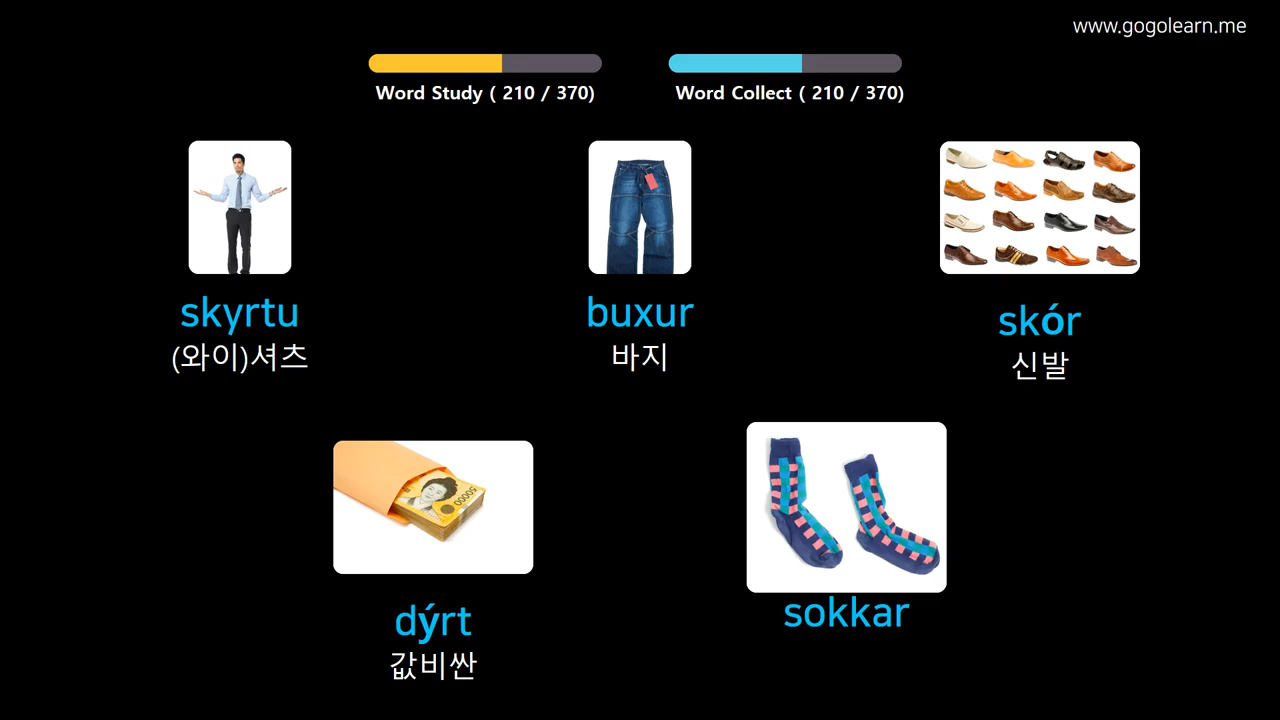 www.gogolearn.me
Word Study ( 210 / 370)
Word Collect ( 210 / 370)
skyrtu
(와이)셔츠
buxur
바지
skór
신발
50000
dýrt
값비싼
sokkar